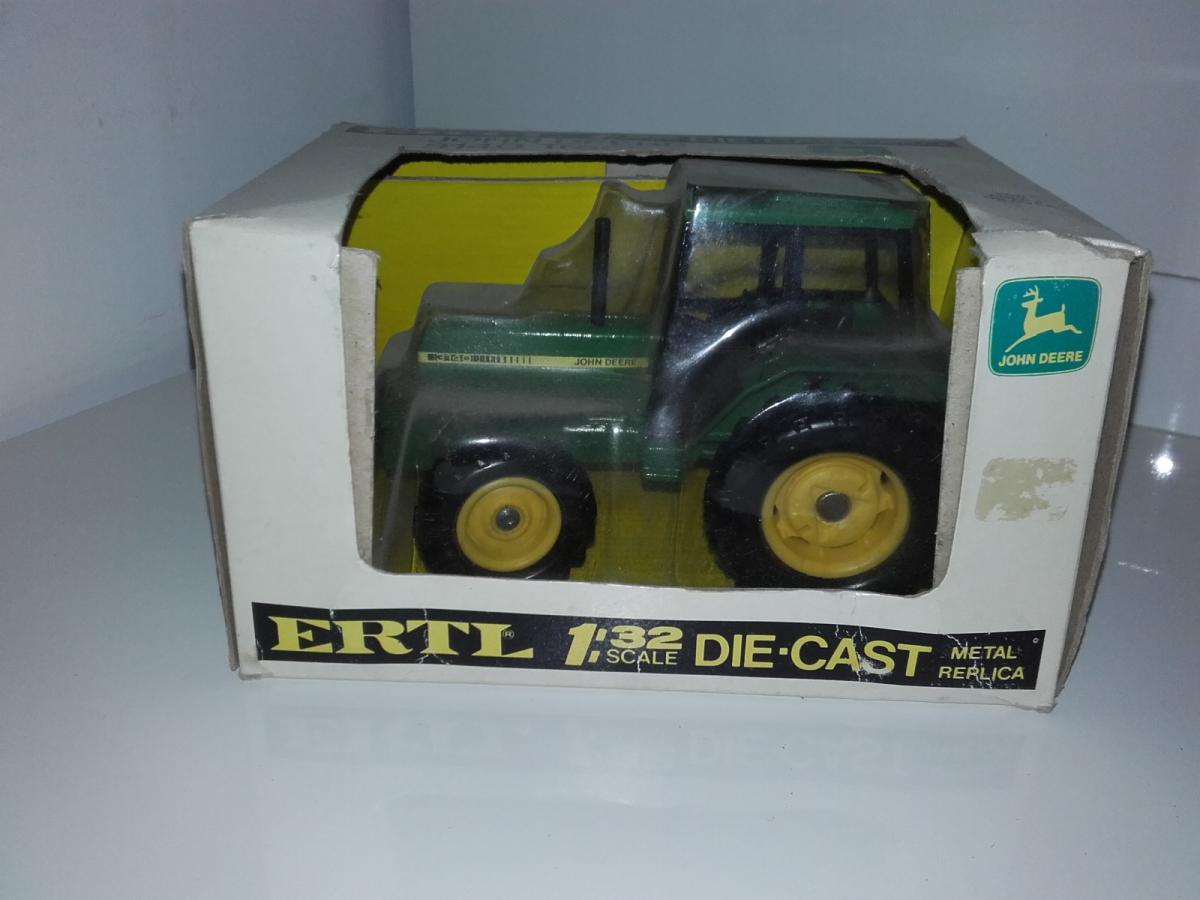 JOHN DEERE
JOHN DEERE
ERTL®
1:32
SCALE
DIE-CAST
METAL
REPLICA